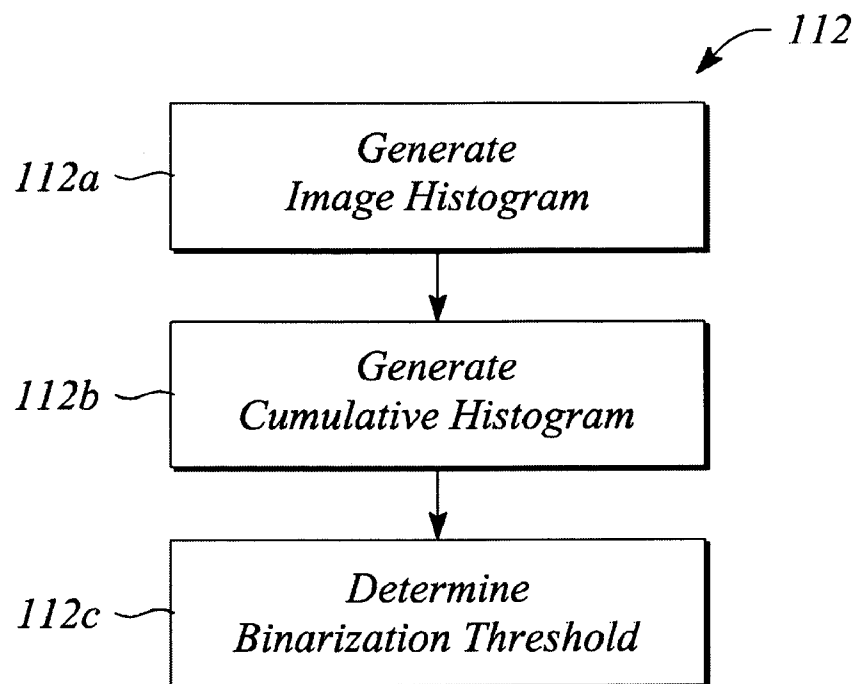 112
112a
Generate
Image Histogram
112b
Generate
Cumulative Histogram
112c
Determine
Binarization Threshold